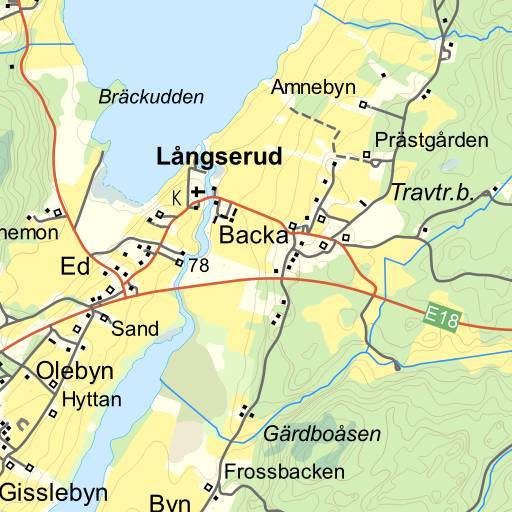 Amnebyn
Bräckudden
Prästgården
Långserud
Travtr.b.
K
nemon
Backa
Ed
78
E18
Sand
Olebyn
Hyttan
Gärdboåsen
Frossbacken
Gisslebyn
Byn